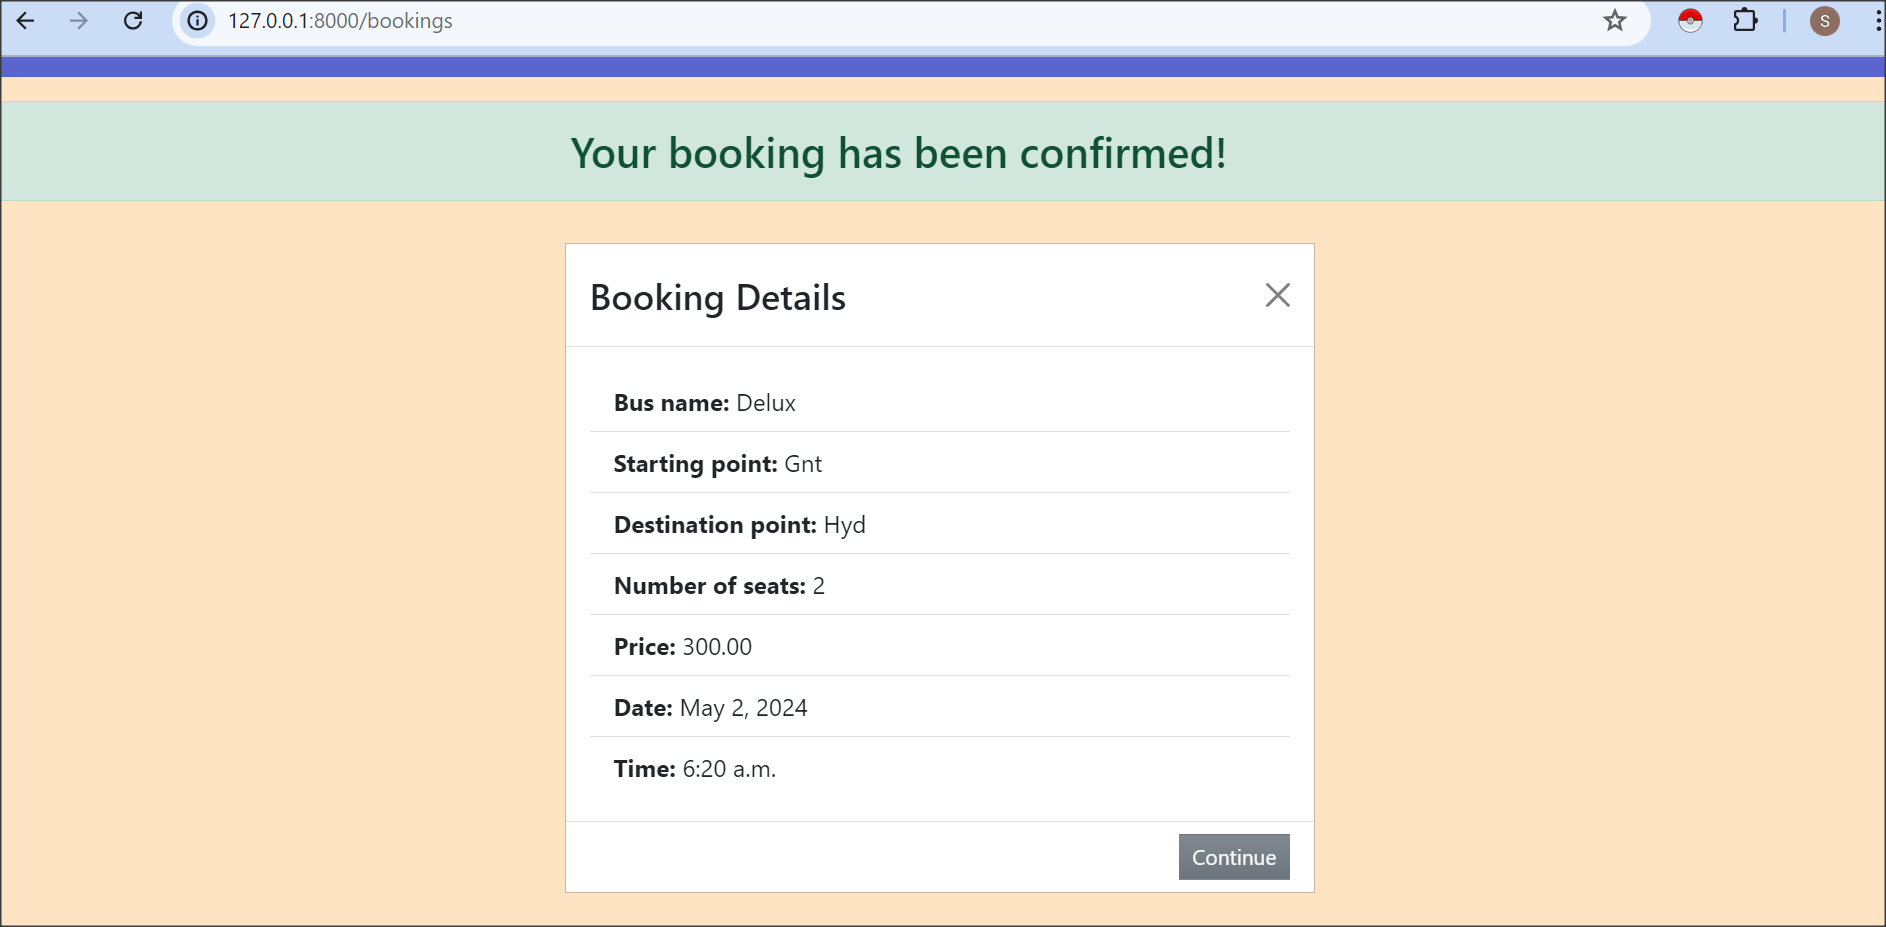 127.0.0.1:8000/bookings
S
Your booking has been confirmed!
Booking Details
Bus name: Delux
Starting point: Gnt
Destination point: Hyd
Number of seats: 2
Price: 300.00
Date: May 2, 2024
Time: 6:20 a.m.
Continue